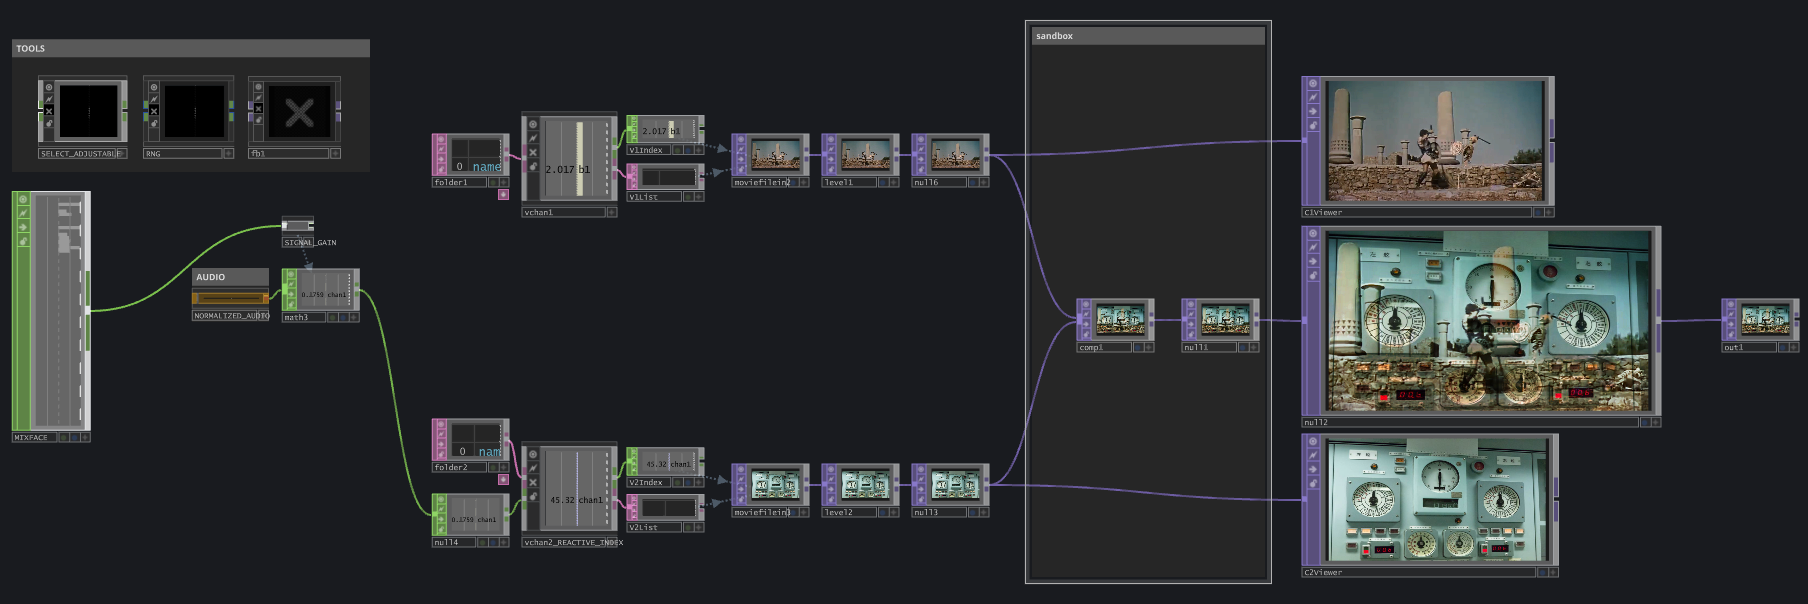 TOOLS
SELECT_ADJUSTABLE
RNG
fb1
MIXFACE
SIGNAL_GAIN
AUDIO
NORMALIZED_AUDIO
0.1759 chan1
math3
0 name
folder1
2.017 b1
vchan1
2.017 b1
V1Index
V1List
moviefilein2
level1
null6
0 nam
folder2
0.1759 chan1
null4
45.32 chan1
vchan2_REACTIVE_INDEX
45.32 chan1
V2Index
V2List
moviefilein3
level2
null3
sandbox
comp1
null1
C1Viewer
null2
C2Viewer
out1